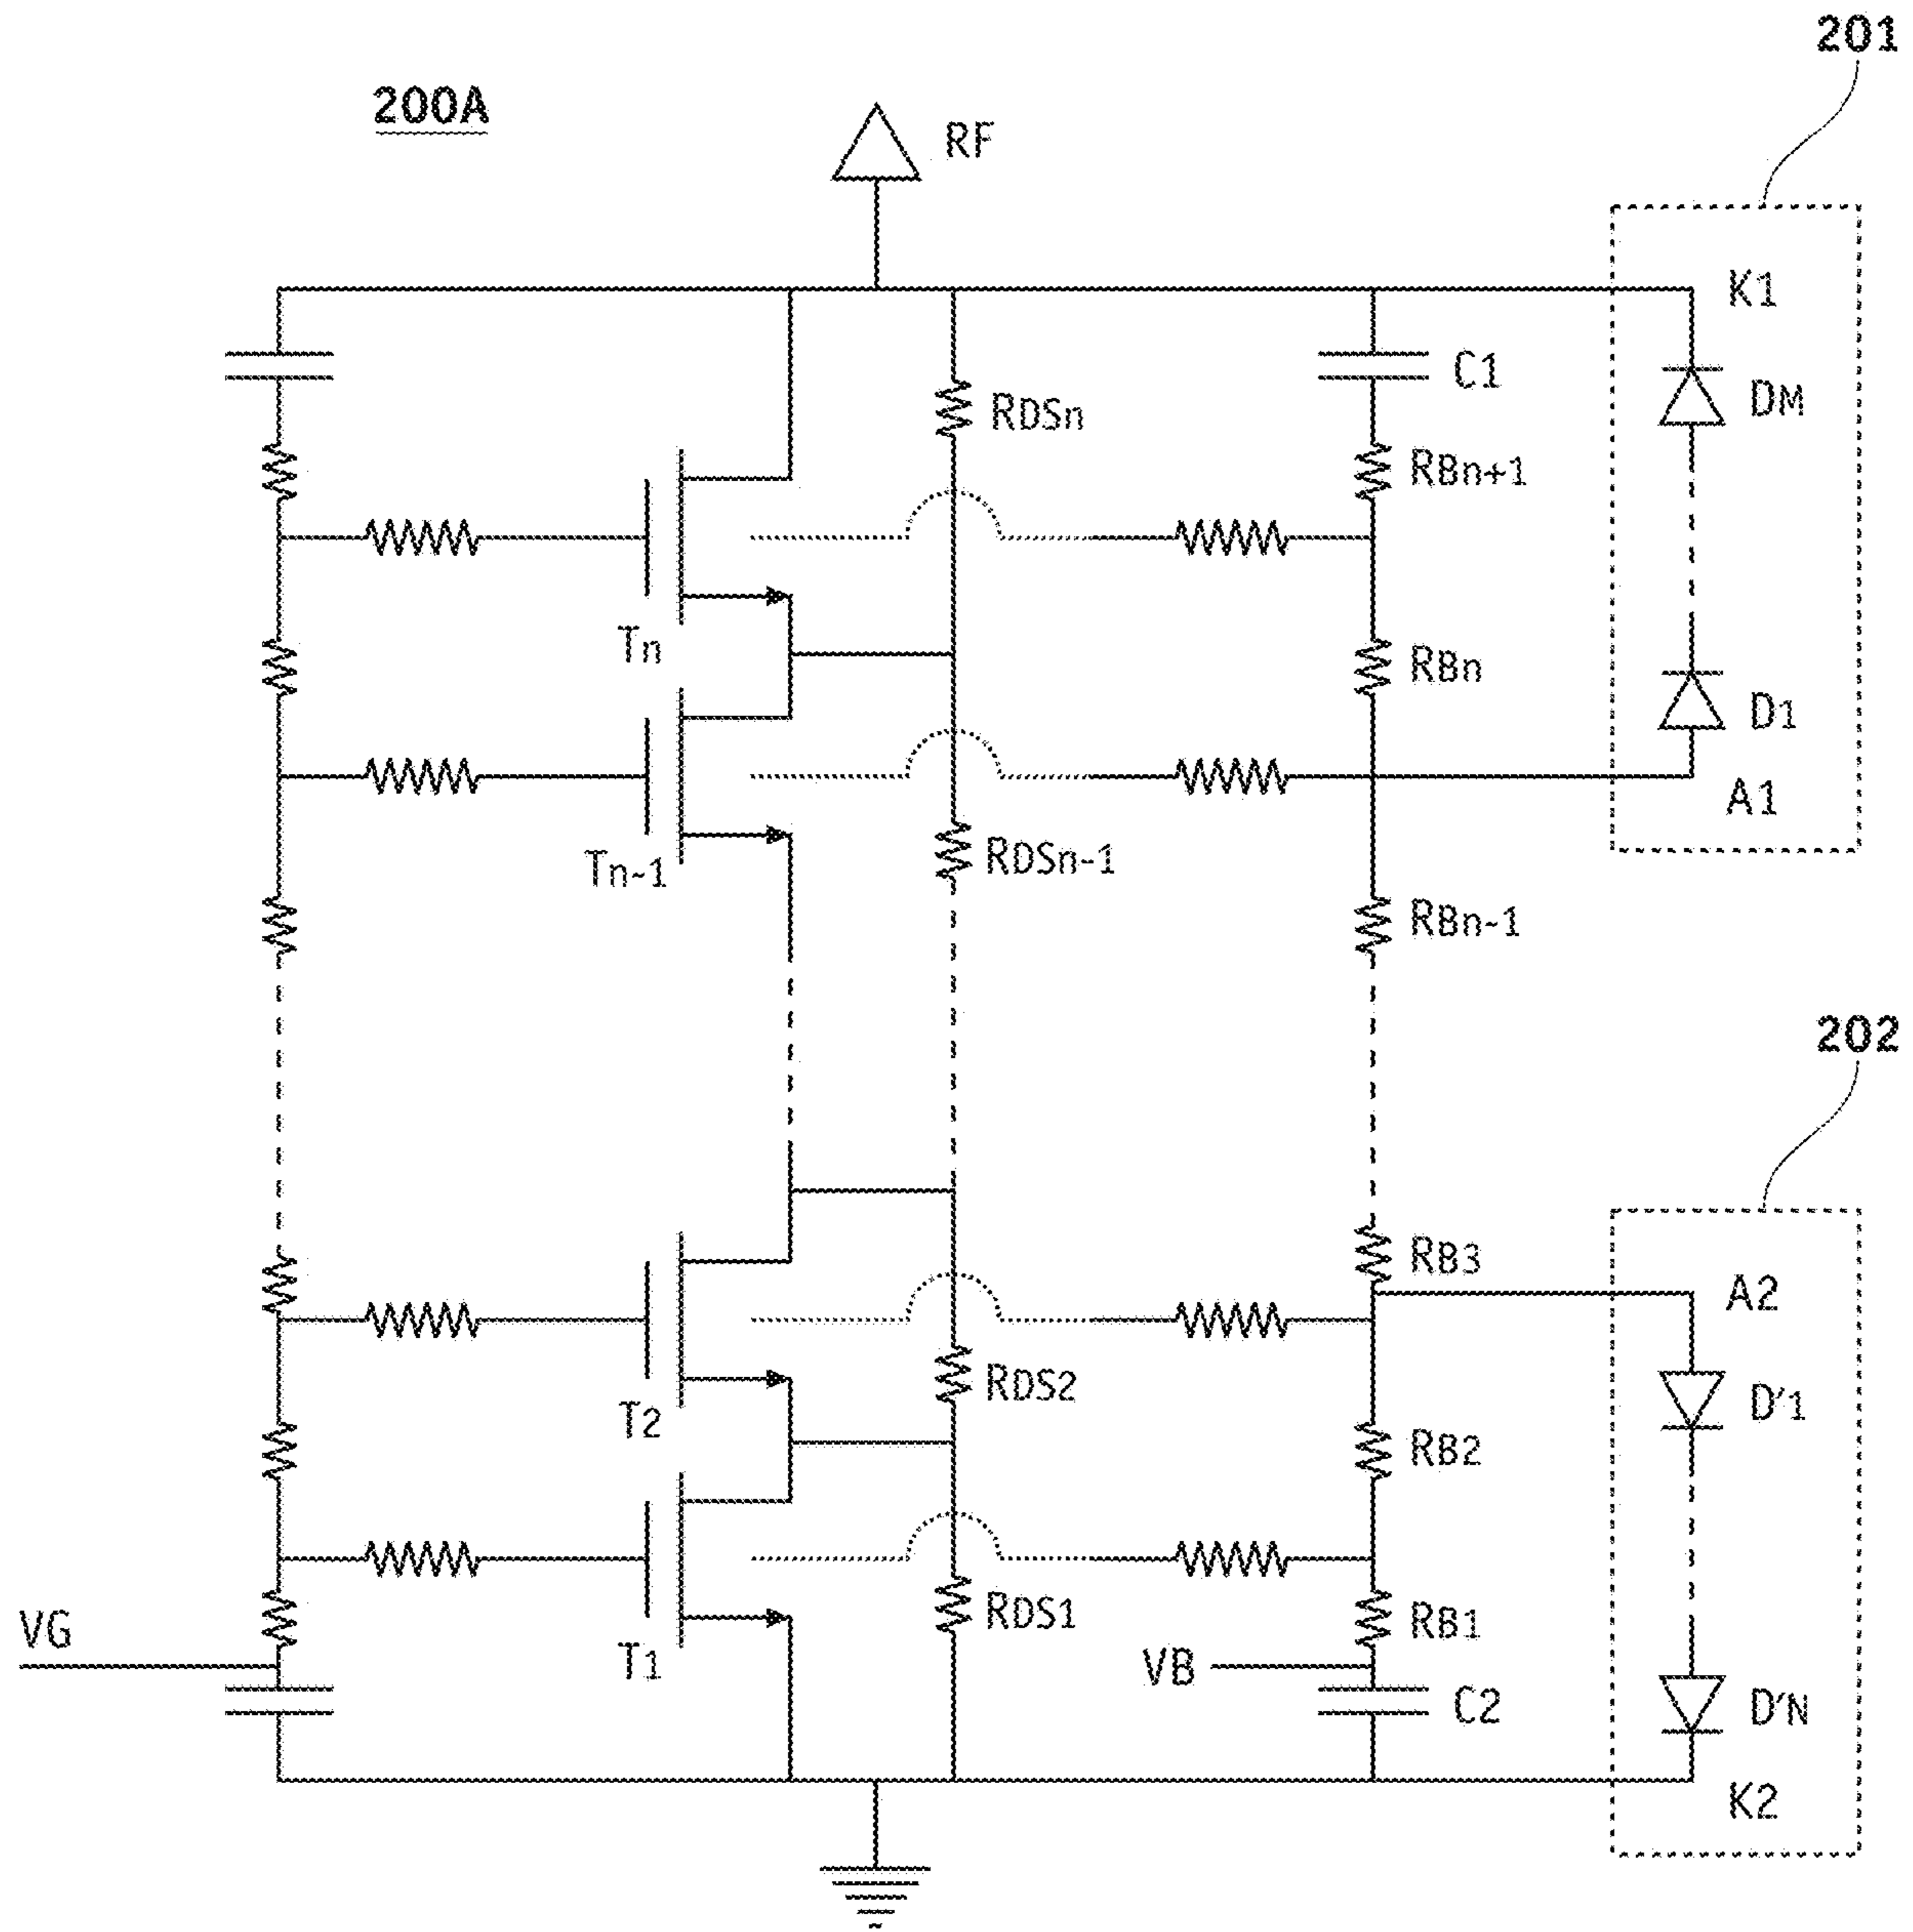 201
200A
RF
K1
C1
DM
RDSn
RBn+1
Tn
RBn
D1
A1
Tn-1
RDSn-1
RBn-1
202
RB3
A2
RDS2
D'1
T2
RB2
VG
T1
RDS1
RB1
VB
C2
D'N
K2